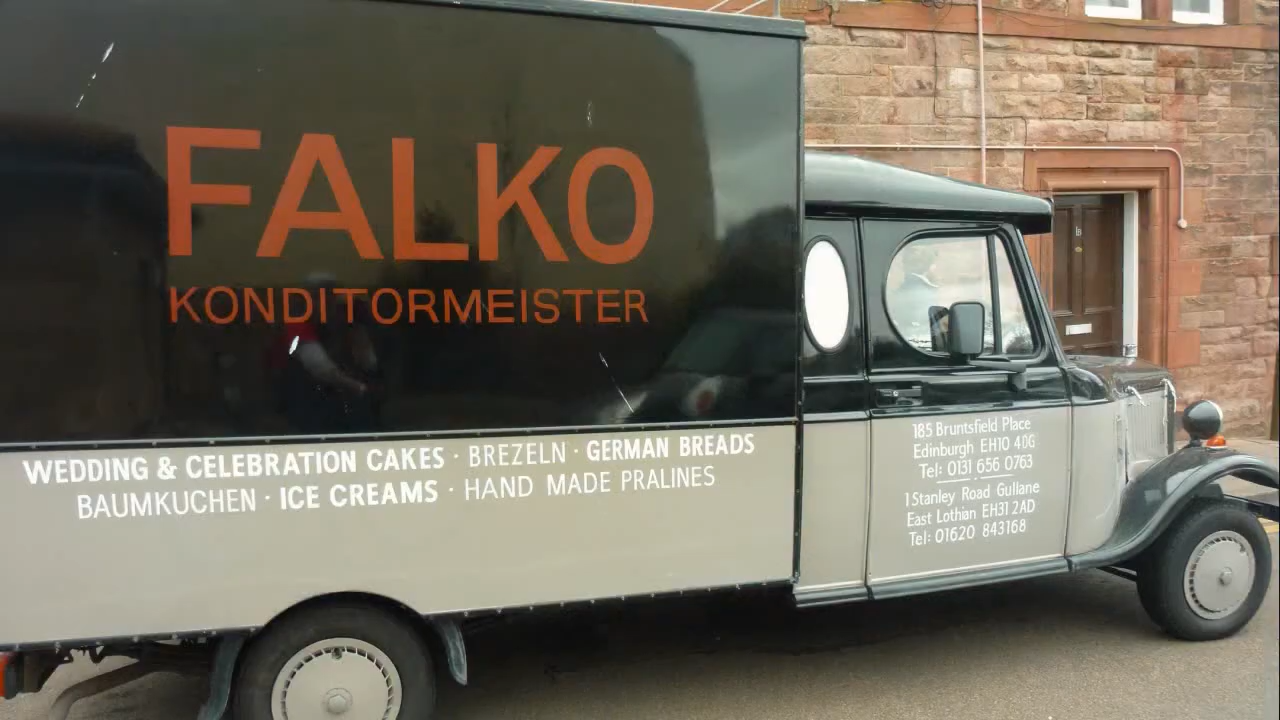 FALKO
KONDITORMEISTER
WEDDING & CELEBRATION CAKES · BREZELN · GERMAN BREADS
BAUMKUCHEN · ICE CREAMS · HAND MADE PRALINES
185 Bruntsfield Place
Edinburgh EH10 4DG
Tel: 0131 656 0763
1 Stanley Road Gullane
East Lothian EH31 2AD
Tel: 01620 843168